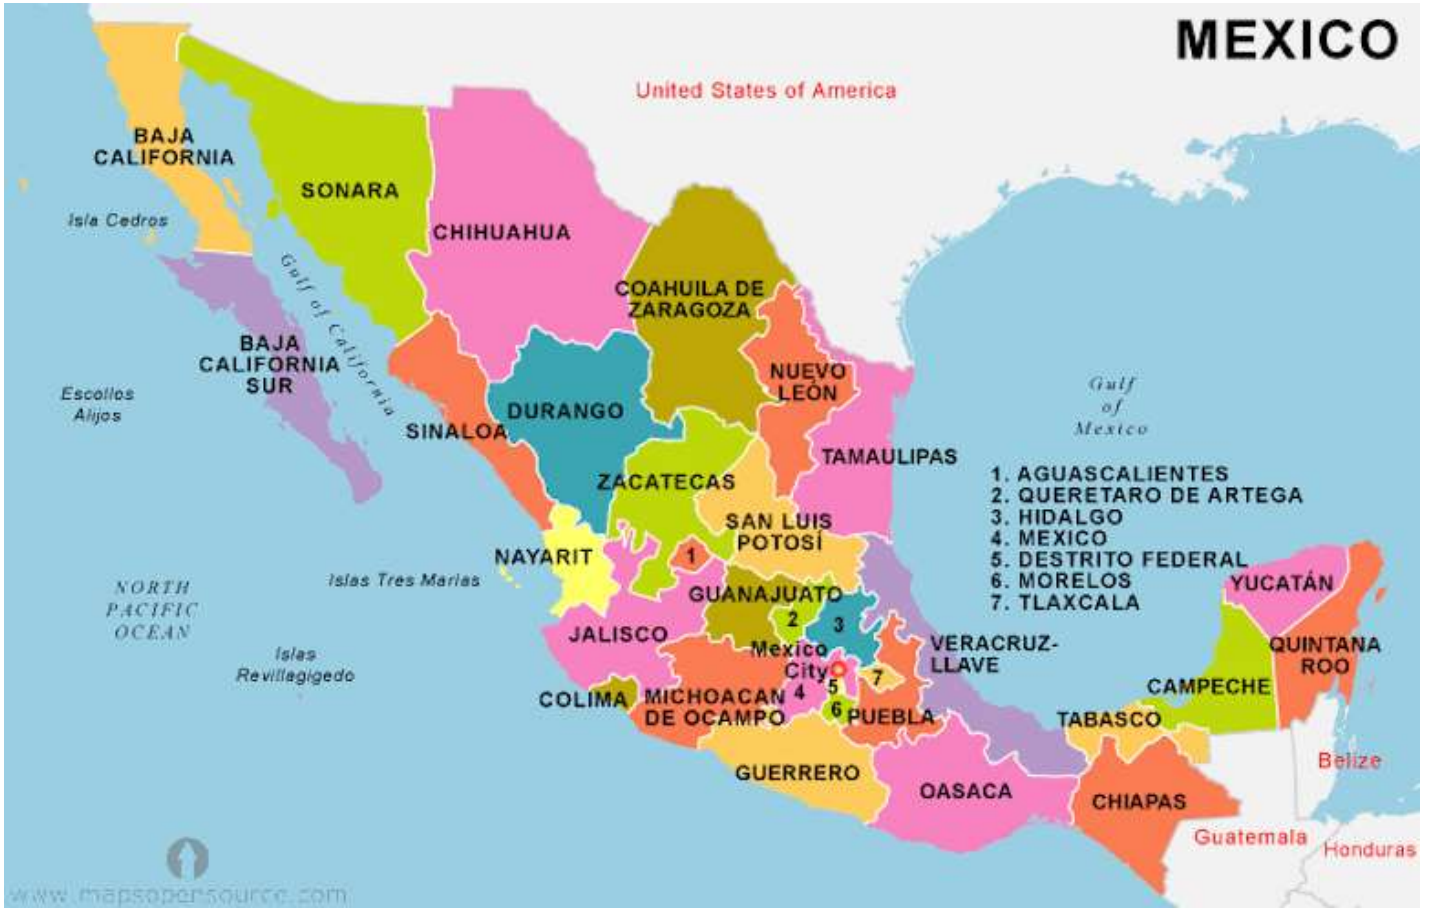 MEXICO
United States of America
BAJA
CALIFORNIA
SONARA
Isla Cedros
CHIHUAHUA
Gulf of California
COAHUILA DE
ZARAGOZA
BAJA
CALIFORNIA
SUR
NUEVO
LEÓN
Escollos
Alijos
DURANGO
SINALOA
Gulf
of
Mexico
TAMAULIPAS
ZACATECAS
1. AGUASCALIENTES
2. QUERETARO DE ARTEGA
3. HIDALGO
4. MEXICO
5. DESTRITO FEDERAL
6. MORELOS
7. TLAXCALA
SAN LUIS
POTOSÍ
NAYARIT
1
Islas Tres Marias
NORTH
PACIFIC
OCEAN
GUANAJUATO
YUCATÁN
2
3
JALISCO
Mexico
City
VERACRUZ-
LLAVE
QUINTANA
ROO
Islas
Revillagigedo
7
5
4
CAMPECHE
COLIMA
MICHOACAN
DE OCAMPO
6
PUEBLA
TABASCO
Belize
GUERRERO
OASACA
CHIAPAS
Guatemala
Honduras
www.mapsopensource.com